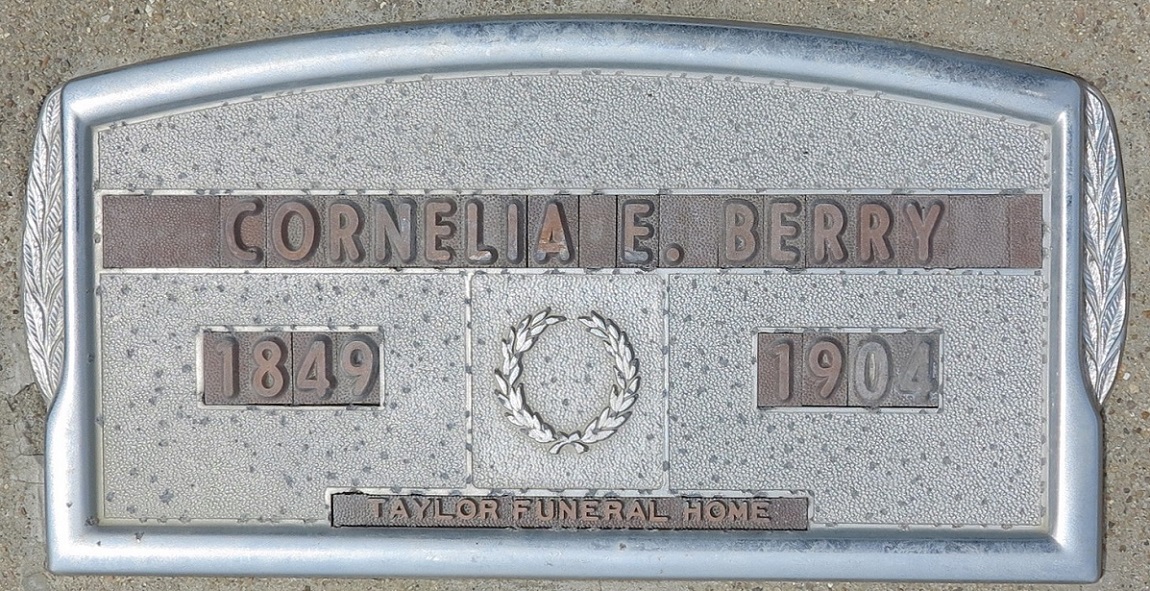 CORNELIA E. BERRY
1849 1904
TAYLOR FUNERAL HOME